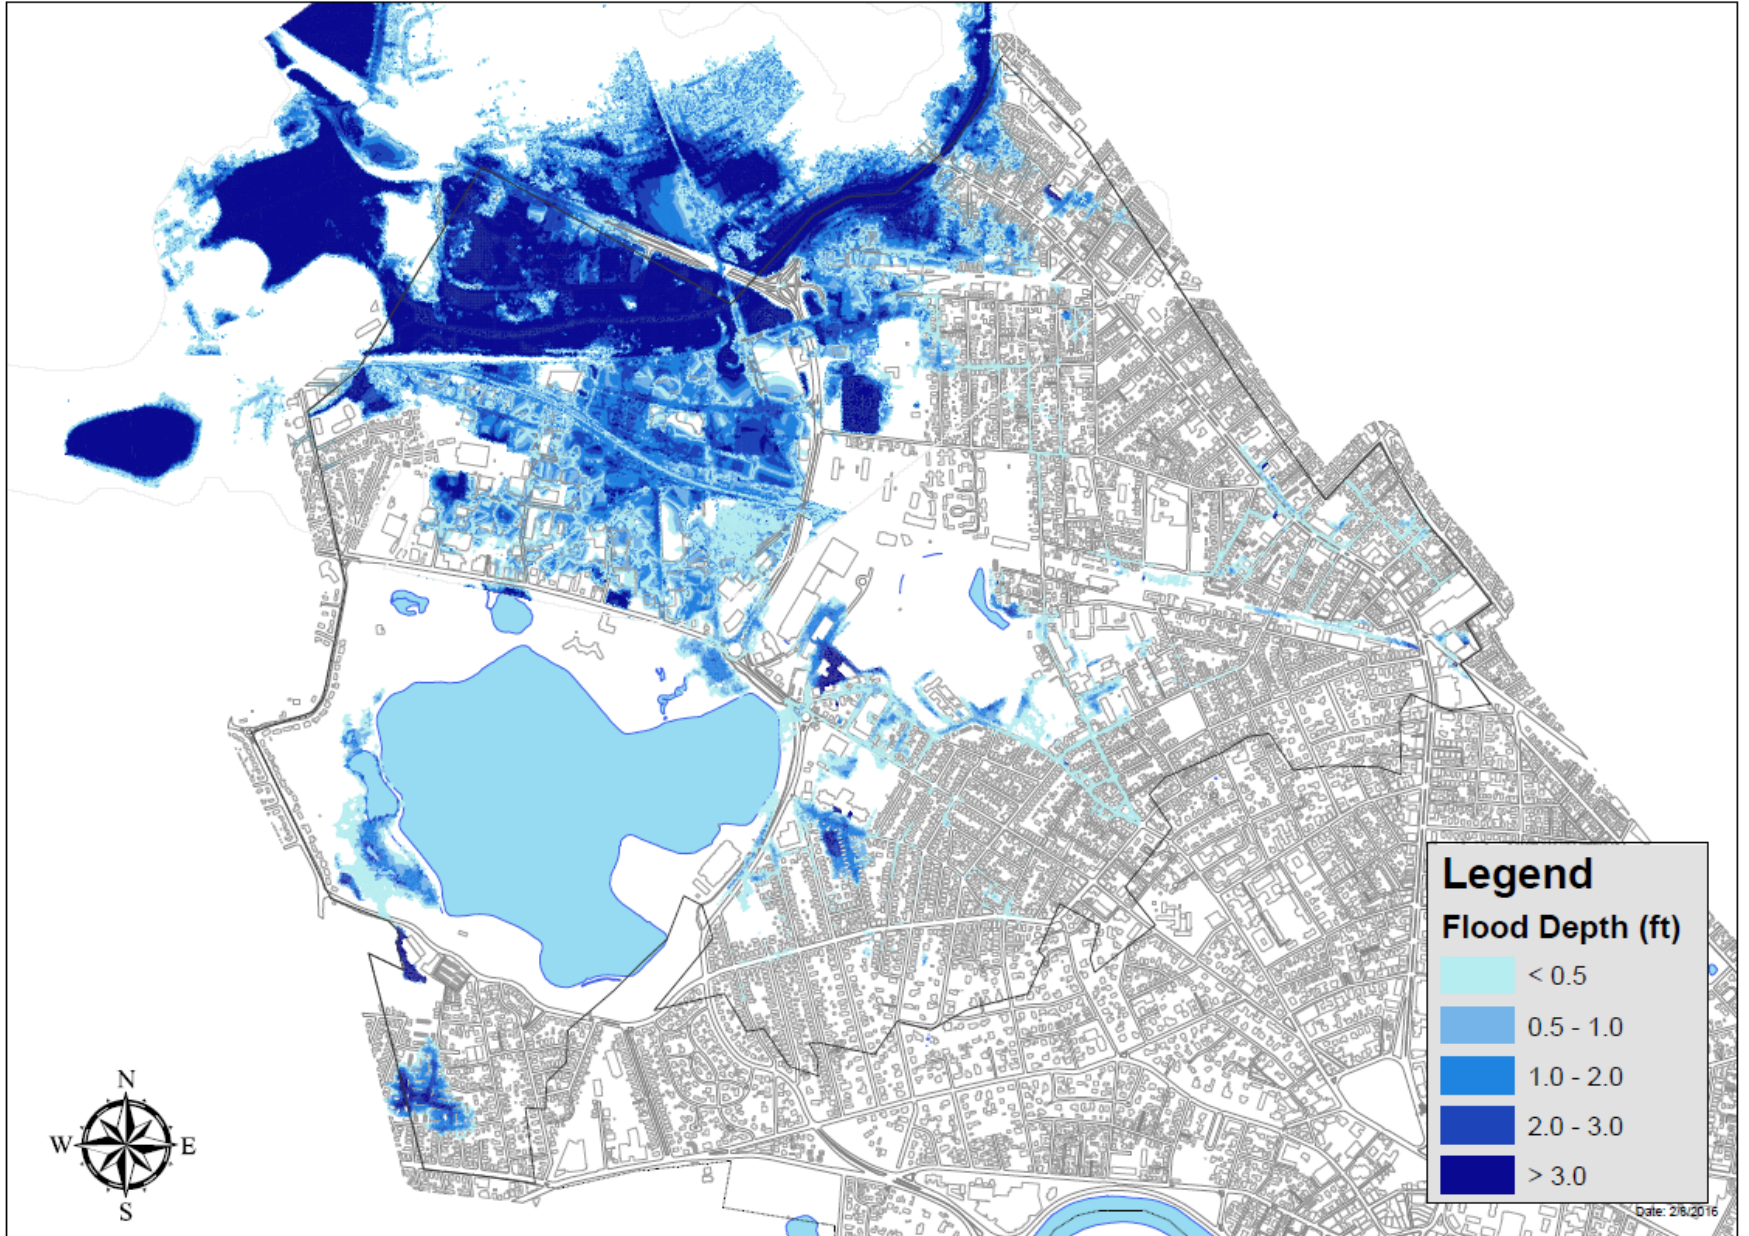 Legend
Flood Depth (ft)
< 0.5
0.5 - 1.0
1.0 - 2.0
2.0 - 3.0
> 3.0
N
W E
S
Date: 2/8/2016